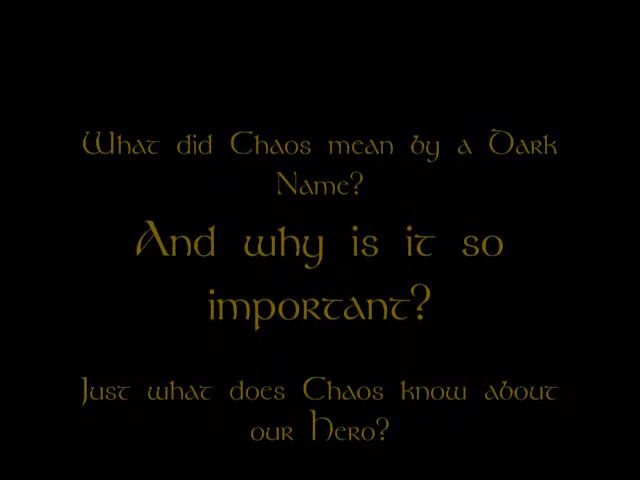 What did Chaos mean by a Dark
Name?
And why is it so
important?
Just what does Chaos know about
our Hero?